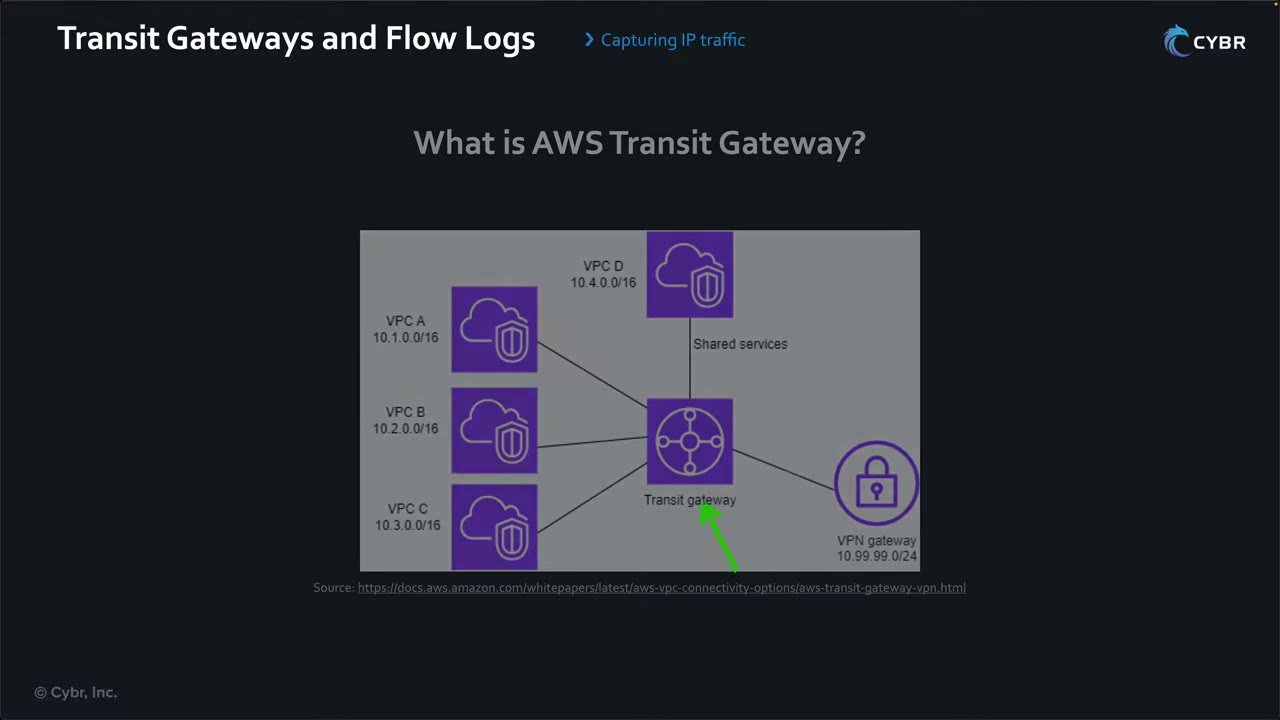 Transit Gateways and Flow Logs
❯ Capturing IP traffic
CYBR
What is AWS Transit Gateway?
VPC D
10.4.0.0/16
VPC A
10.1.0.0/16
Shared services
VPC B
10.2.0.0/16
Transit gateway
VPC C
10.3.0.0/16
VPN gateway
10.99.99.0/24
Source: https://docs.aws.amazon.com/whitepapers/latest/aws-vpc-connectivity-options/aws-transit-gateway-vpn.html
© Cybr, Inc.